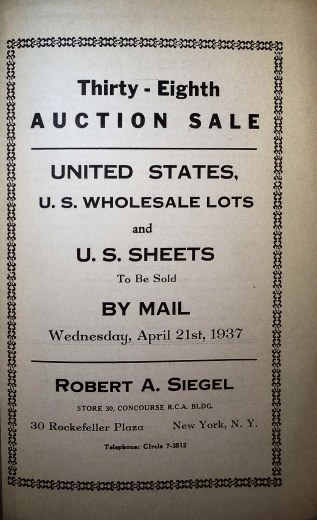 Thirty - Eighth
AUCTION SALE
UNITED STATES,
U. S. WHOLESALE LOTS
and
U. S. SHEETS
To Be Sold
BY MAIL
Wednesday, April 21st, 1937
ROBERT A. SIEGEL
STORE 30, CONCOURSE R.C.A. BLDG.
30 Rockefeller Plaza New York, N. Y.
Telephone: CIrcle 7-3512